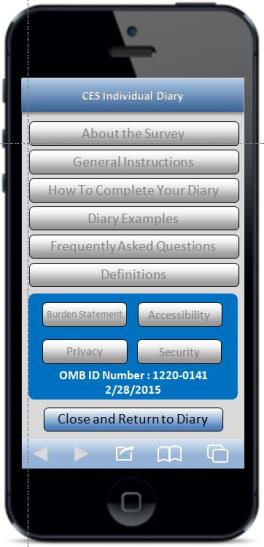 CES Individual Diary
About the Survey
General Instructions
How To Complete Your Diary
Diary Examples
Frequently Asked Questions
Definitions
Burden Statement Accessibility
Privacy Security
OMB ID Number : 1220-0141
2/28/2015
Close and Return to Diary